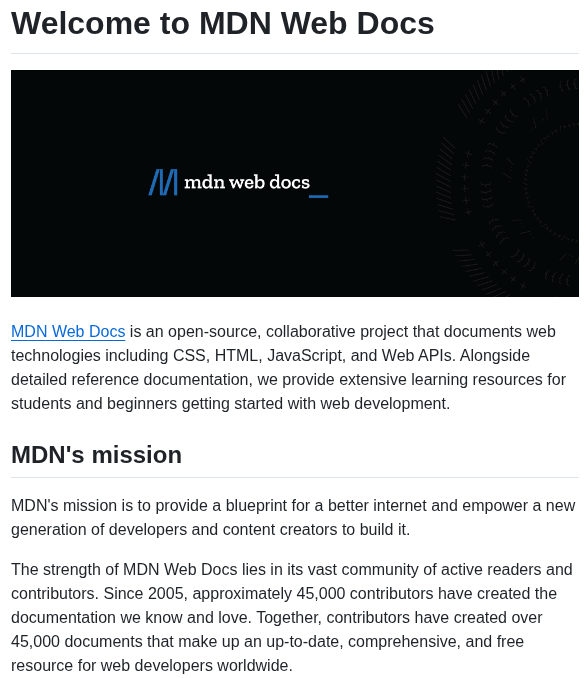 Welcome to MDN Web Docs
mdn web docs_
MDN Web Docs is an open-source, collaborative project that documents web
technologies including CSS, HTML, JavaScript, and Web APIs. Alongside
detailed reference documentation, we provide extensive learning resources for
students and beginners getting started with web development.
MDN's mission
MDN's mission is to provide a blueprint for a better internet and empower a new
generation of developers and content creators to build it.
The strength of MDN Web Docs lies in its vast community of active readers and
contributors. Since 2005, approximately 45,000 contributors have created the
documentation we know and love. Together, contributors have created over
45,000 documents that make up an up-to-date, comprehensive, and free
resource for web developers worldwide.